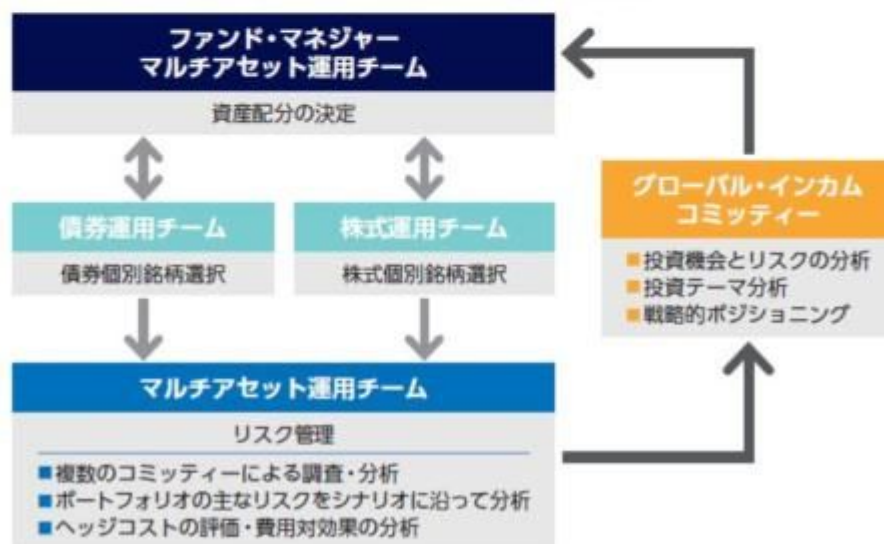 ファンド・マネジャー
マルチアセット運用チーム
資産配分の決定
債券運用チーム
債券個別銘柄選択
株式運用チーム
株式個別銘柄選択
マルチアセット運用チーム
リスク管理
■複数のコミッティーによる調査・分析
■ポートフォリオの主なリスクをシナリオに沿って分析
■ヘッジコストの評価・費用対効果の分析
グローバル・インカム
コミッティー
■投資機会とリスクの分析
■投資テーマ分析
■戦略的ポジショニング